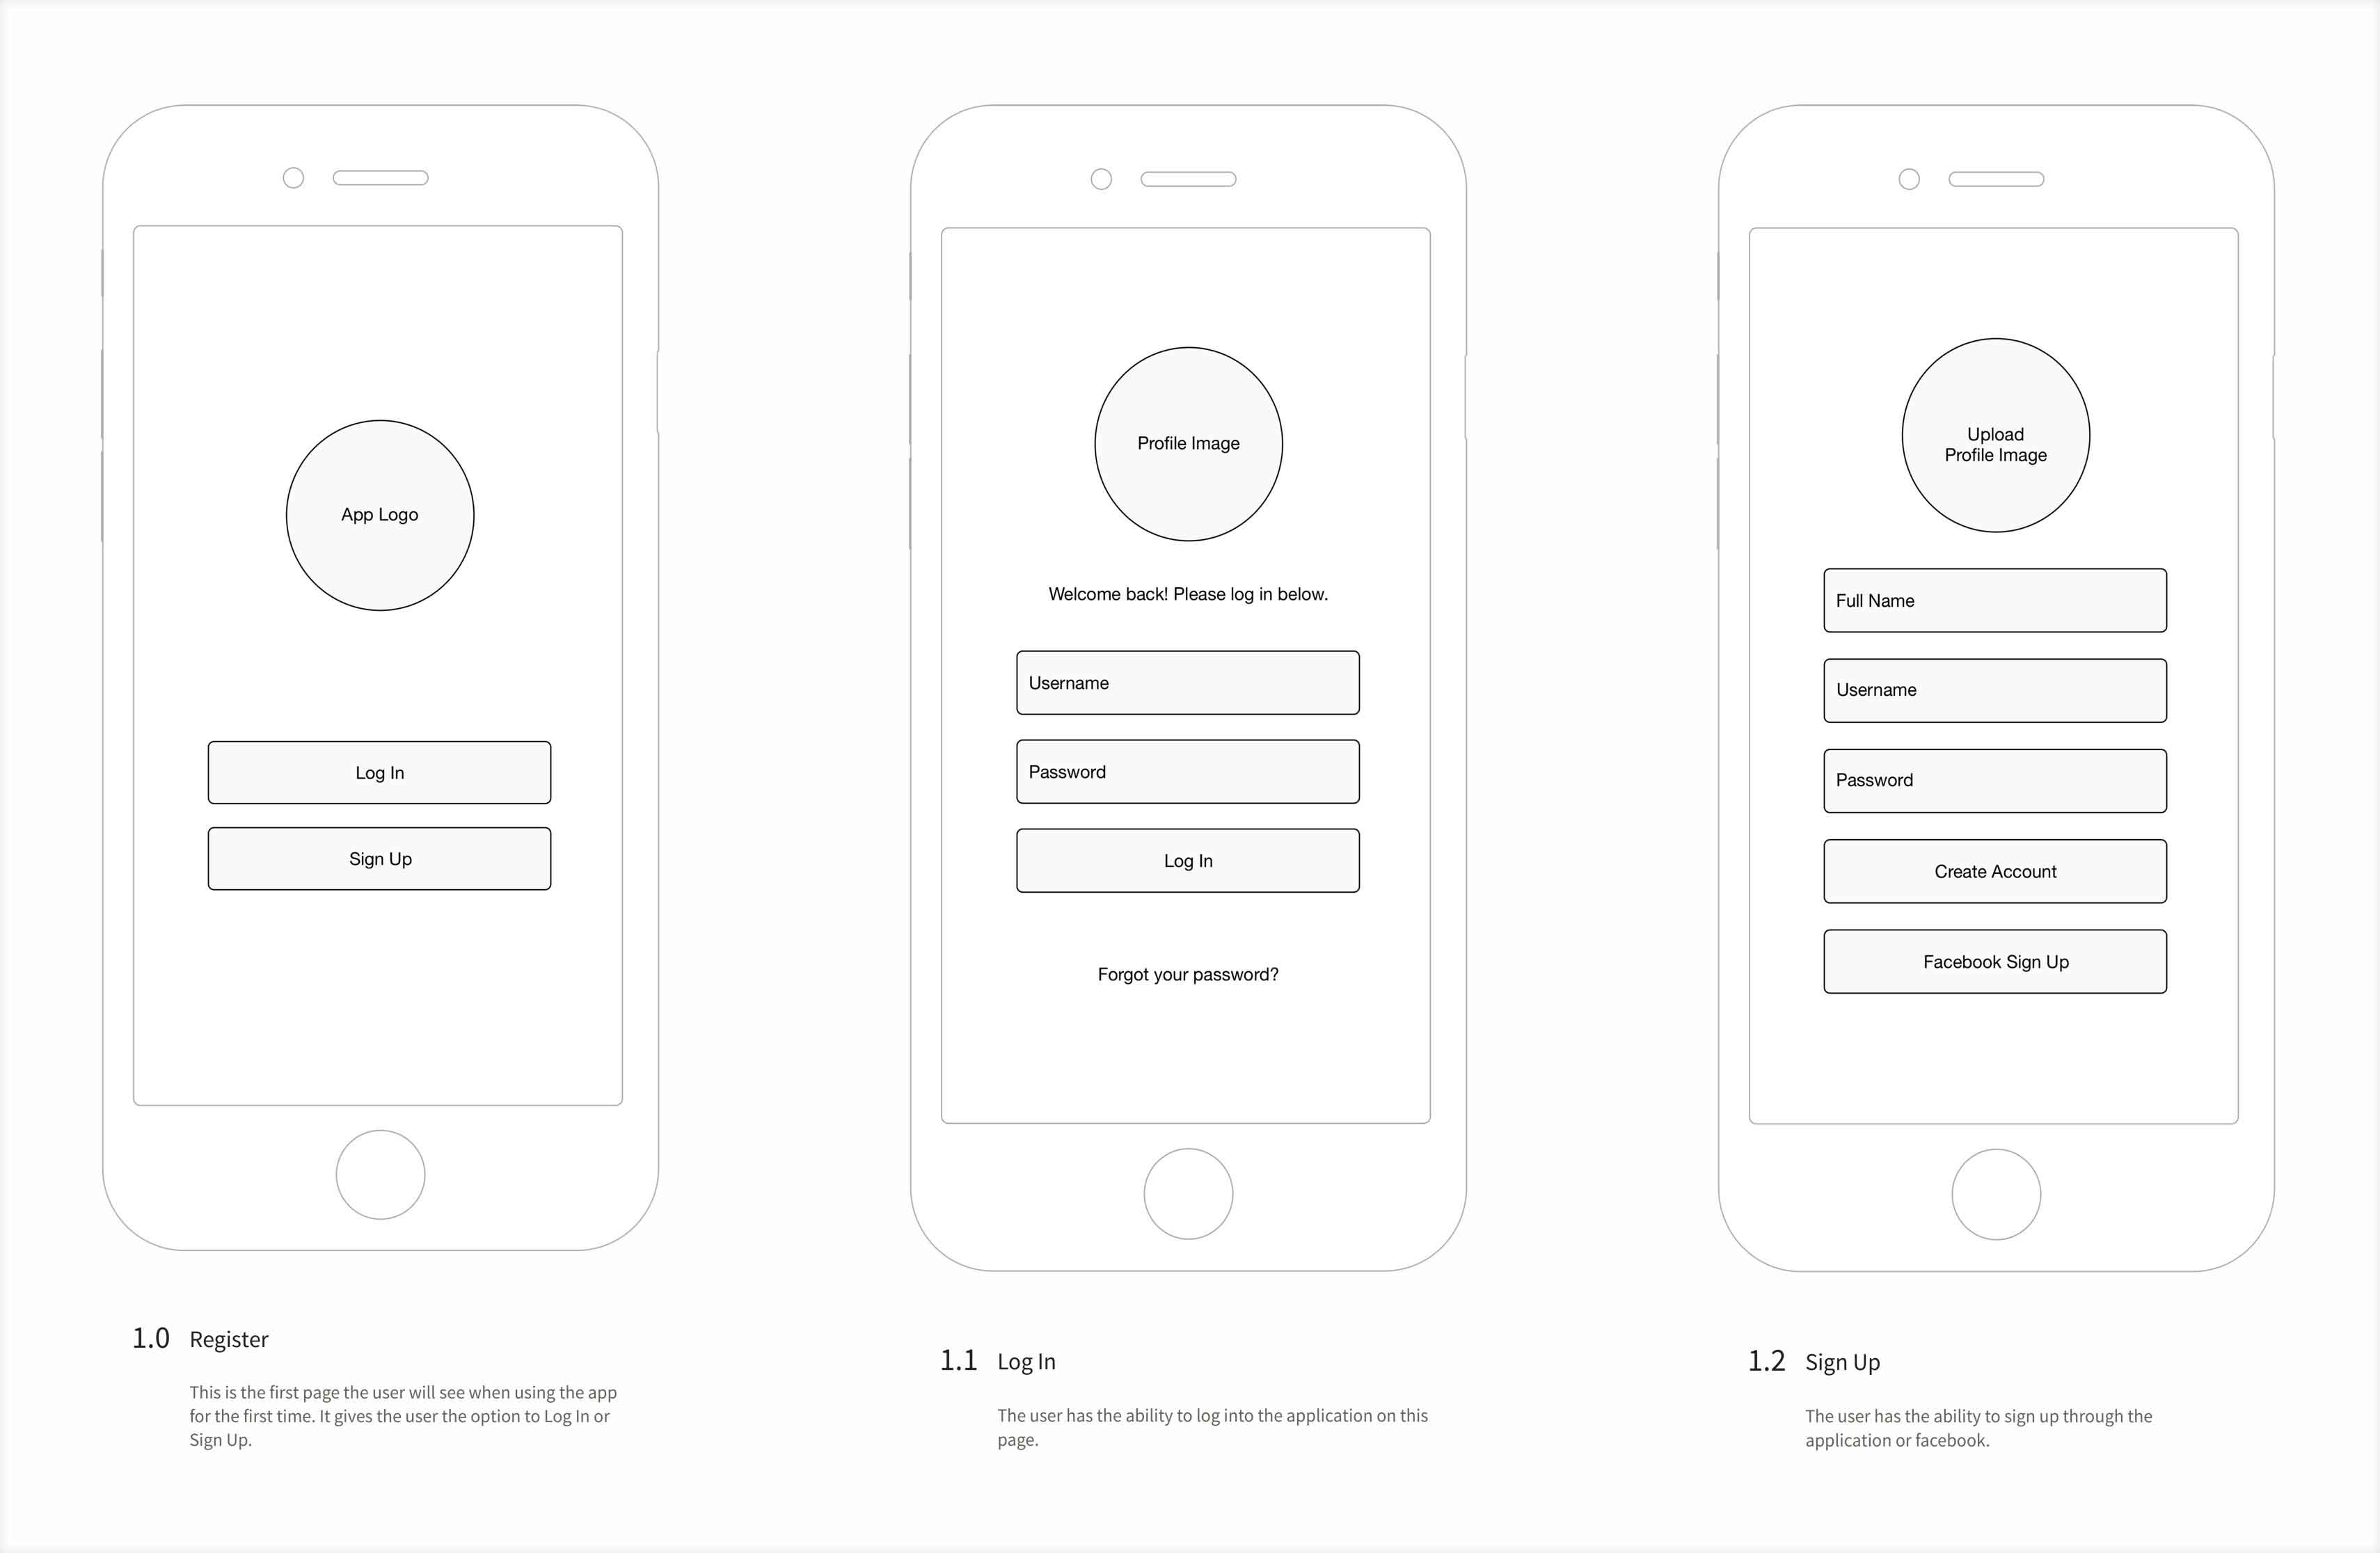 App Logo
Log In
Sign Up
1.0 Register
This is the first page the user will see when using the app
for the first time. It gives the user the option to Log In or
Sign Up.
Profile Image
Welcome back! Please log in below.
Username
Password
Log In
Forgot your password?
1.1 Log In
The user has the ability to log into the application on this
page.
Upload
Profile Image
Full Name
Username
Password
Create Account
Facebook Sign Up
1.2 Sign Up
The user has the ability to sign up through the
application or facebook.